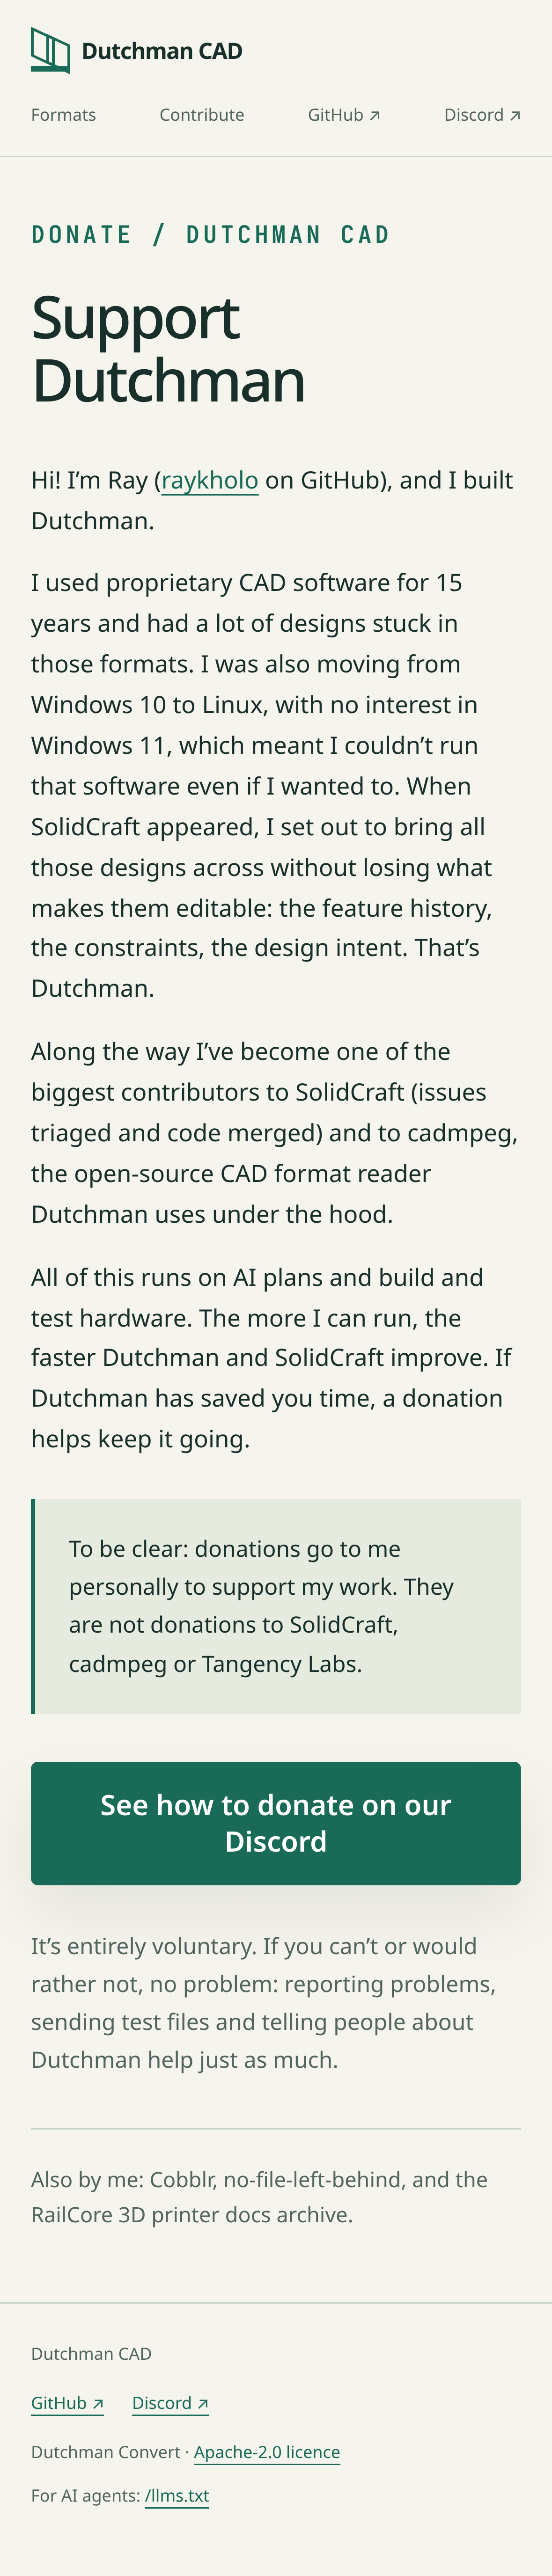 Dutchman CAD
Formats Contribute GitHub ↗ Discord ↗
DONATE / DUTCHMAN CAD
Support
Dutchman
Hi! I’m Ray (raykholo on GitHub), and I built
Dutchman.
I used proprietary CAD software for 15
years and had a lot of designs stuck in
those formats. I was also moving from
Windows 10 to Linux, with no interest in
Windows 11, which meant I couldn’t run
that software even if I wanted to. When
SolidCraft appeared, I set out to bring all
those designs across without losing what
makes them editable: the feature history,
the constraints, the design intent. That’s
Dutchman.
Along the way I’ve become one of the
biggest contributors to SolidCraft (issues
triaged and code merged) and to cadmpeg,
the open-source CAD format reader
Dutchman uses under the hood.
All of this runs on AI plans and build and
test hardware. The more I can run, the
faster Dutchman and SolidCraft improve. If
Dutchman has saved you time, a donation
helps keep it going.
To be clear: donations go to me
personally to support my work. They
are not donations to SolidCraft,
cadmpeg or Tangency Labs.
See how to donate on our
Discord
It’s entirely voluntary. If you can’t or would
rather not, no problem: reporting problems,
sending test files and telling people about
Dutchman help just as much.
Also by me: Cobblr, no-file-left-behind, and the
RailCore 3D printer docs archive.
Dutchman CAD
GitHub ↗ Discord ↗
Dutchman Convert · Apache-2.0 licence
For AI agents: /llms.txt